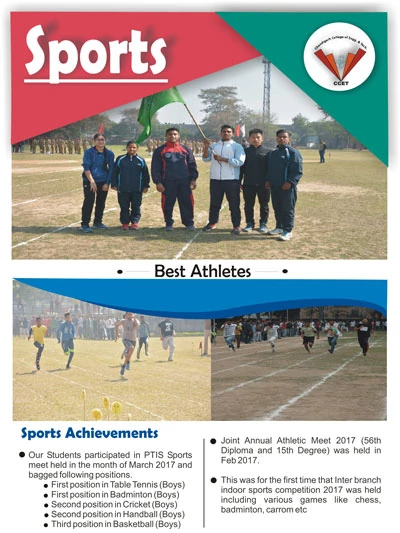 Sports
Chandigarh College of Engg. & Tech.
CCET
Best Athletes
Sports Achievements
● Our Students participated in PTIS Sports
meet held in the month of March 2017 and
bagged following positions.
● First position in Table Tennis (Boys)
● First position in Badminton (Boys)
● Second position in Cricket (Boys)
● Second position in Handball (Boys)
● Third position in Basketball (Boys)
● Joint Annual Athletic Meet 2017 (56th
Diploma and 15th Degree) was held in
Feb 2017.
● This was for the first time that Inter branch
indoor sports competition 2017 was held
including various games like chess,
badminton, carrom etc